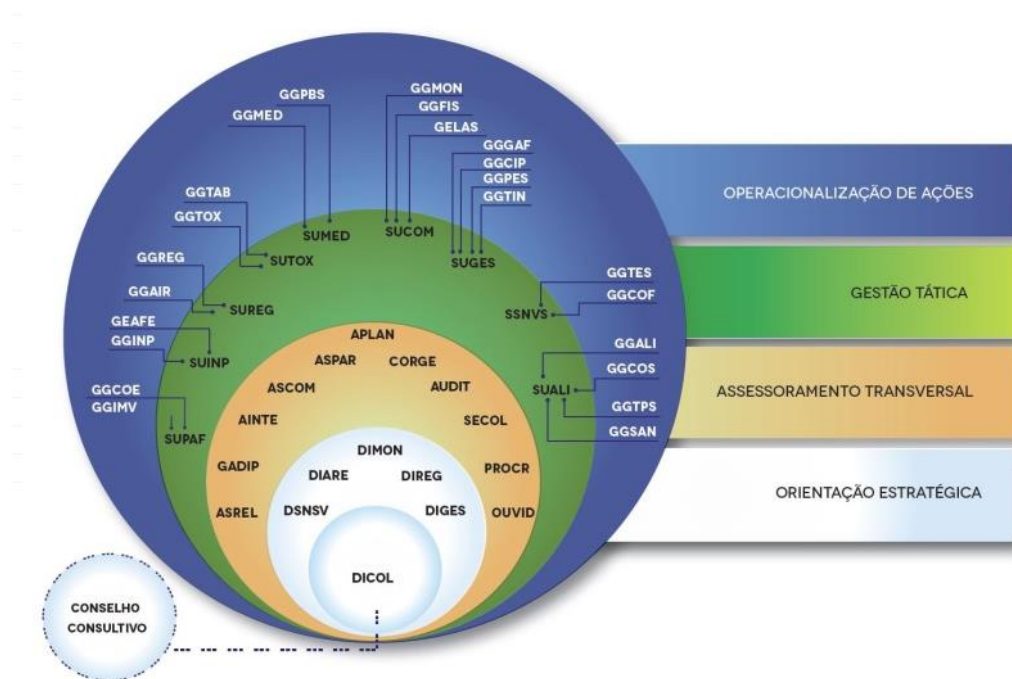 GGMON
GGPBS
GGFIS
GGMED
GELAS
GGGAF
GGCIP
GGPES
GGTIN
GGTAB
GGTOX
SUMED
SUCOM
SUTOX
SUGES
OPERACIONALIZAÇÃO DE AÇÕES
GGREG
GGAIR
SUREG
GGTES
GGCOF
SSNVS
GESTÃO TÁTICA
GEAFE
GGINP
SUINP
APLAN
ASPAR
CORGE
ASCOM
AUDIT
AINTE
SECOL
GGALI
GGCOS
SUALI
GGTPS
GGSAN
ASSESSORAMENTO TRANSVERSAL
GGCOE
GGIMV
SUPAF
GADIP
PROCR
ASREL
OUVID
DIMON
DIARE
DIREG
DSNSV
DIGES
ORIENTAÇÃO ESTRATÉGICA
DICOL
CONSELHO
CONSULTIVO